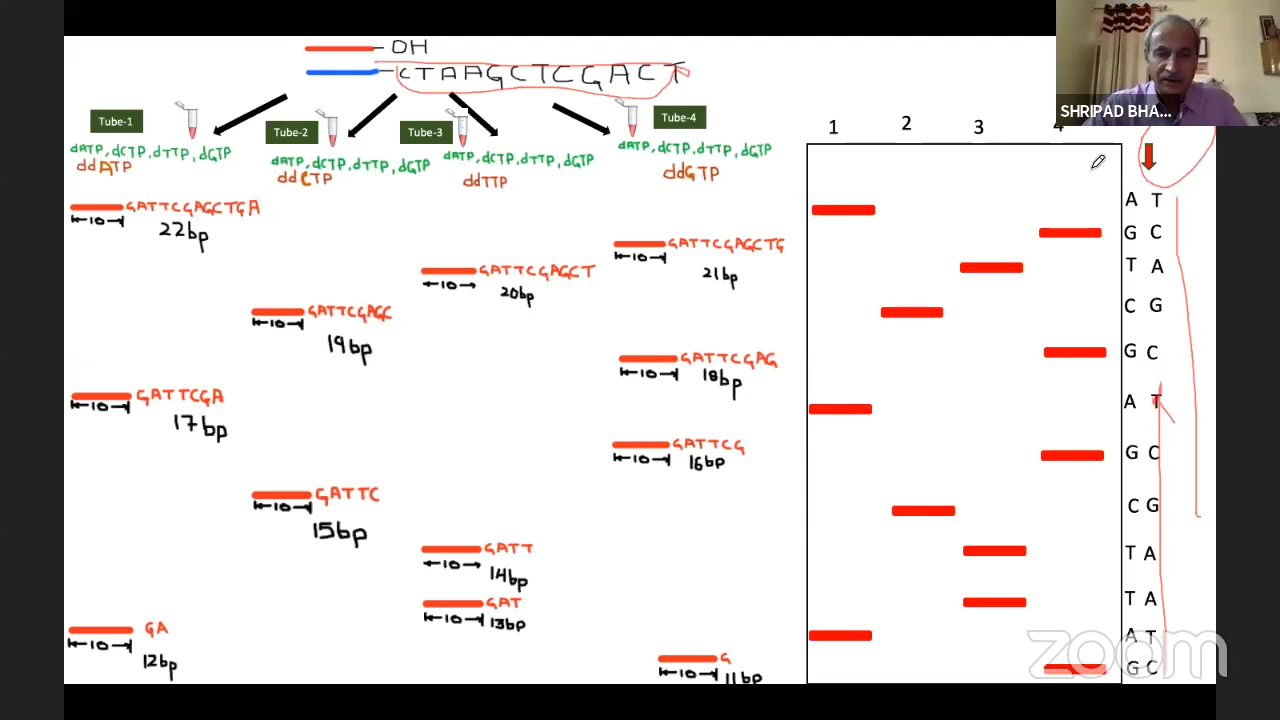 OH
CTAAGCTCGACT
SHRIPAD BHA...
Tube-1
dATP, dCTP, dTTP, dGTP
ddATP
Tube-2
dATP, dCTP, dTTP, dGTP
ddCTP
Tube-3
dATP, dCTP, dTTP, dGTP
ddTTP
Tube-4
dATP, dCTP, dTTP, dGTP
ddGTP
1 2 3 4
GATTCGAGCTGA
10
22bp
GATTCGAGCTG
10
21bp
GATTCGAGCT
10
20bp
GATTCGAGC
10
19bp
GATTCGAG
10
18bp
GATTCGA
10
17bp
GATTCG
10
16bp
GATTC
10
15bp
GATT
10
14bp
GAT
10
13bp
GA
10
12bp
G
10
11bp
A T
G C
T A
C G
G C
A T
G C
C G
T A
T A
A T
G C
zoom